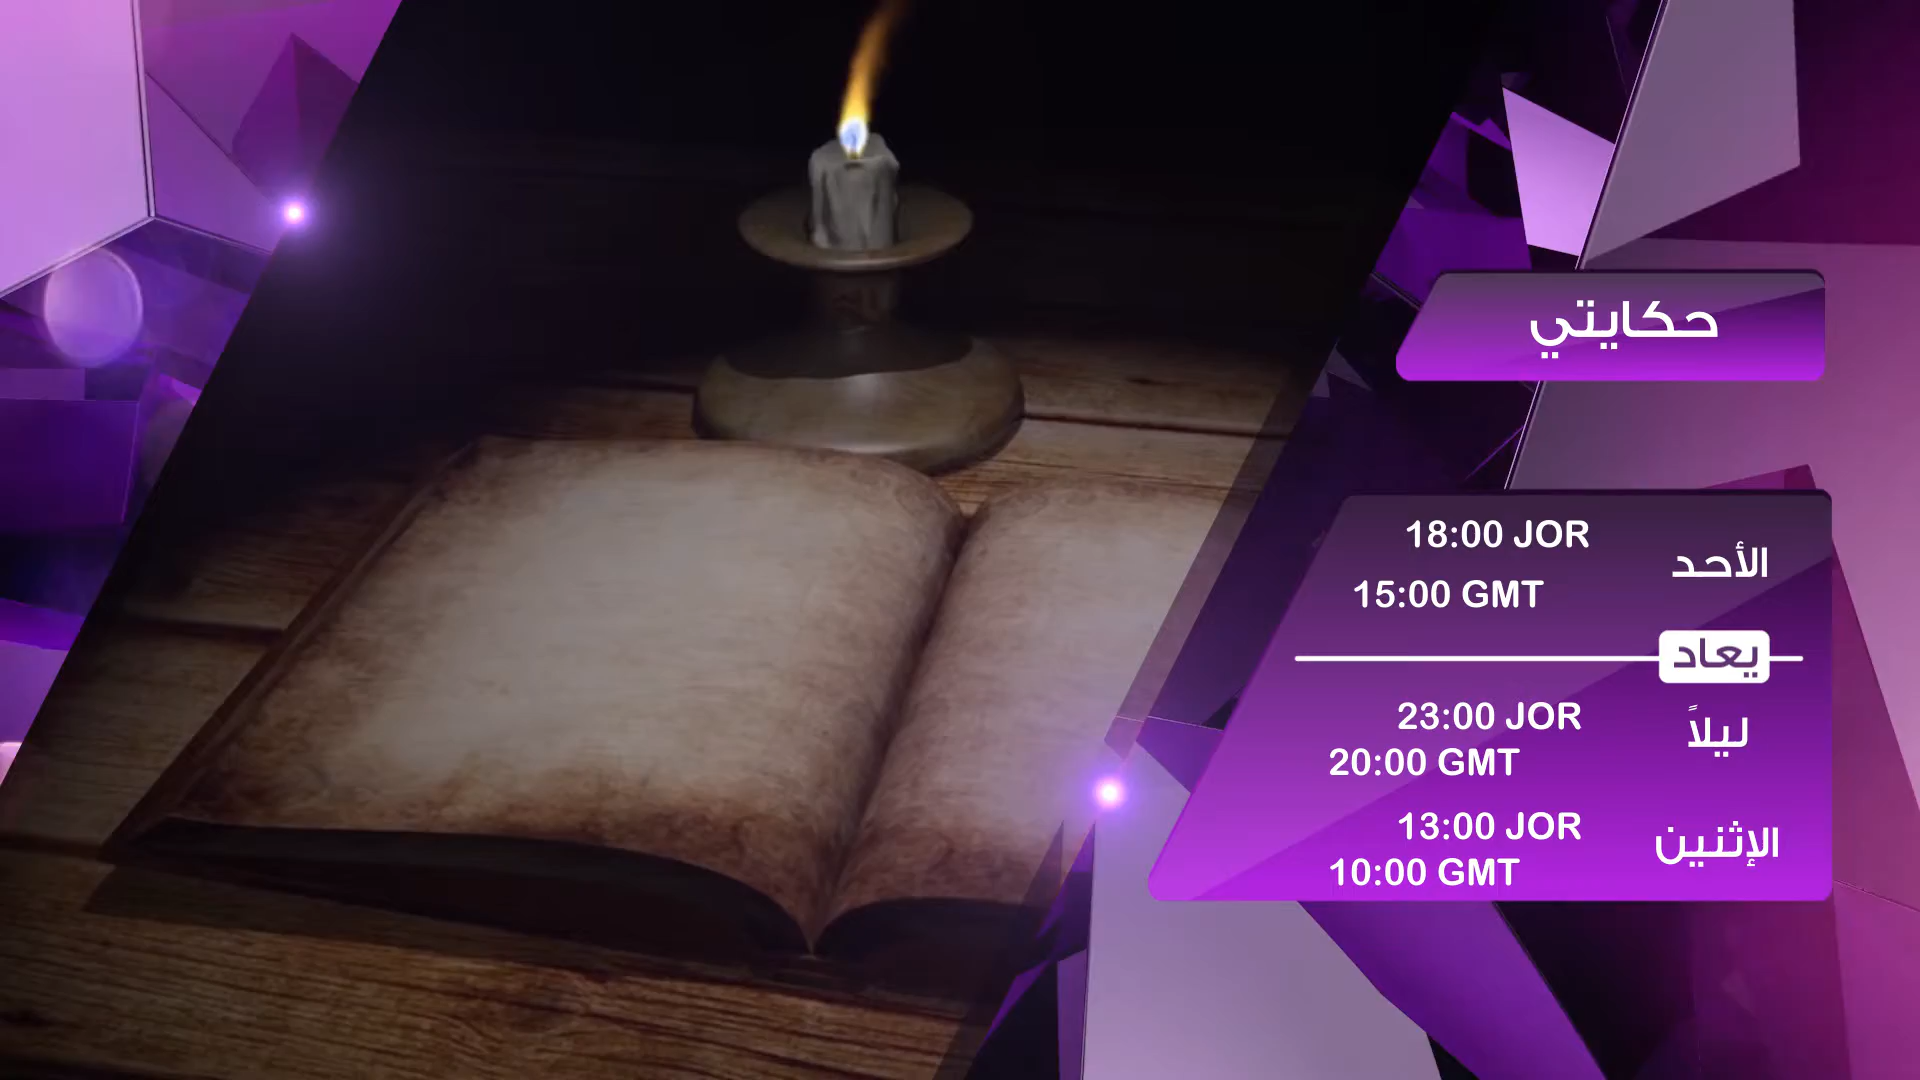 حكايتي
الأحد
18:00 JOR
15:00 GMT
يعاد
ليلاً
23:00 JOR
20:00 GMT
الإثنين
13:00 JOR
10:00 GMT